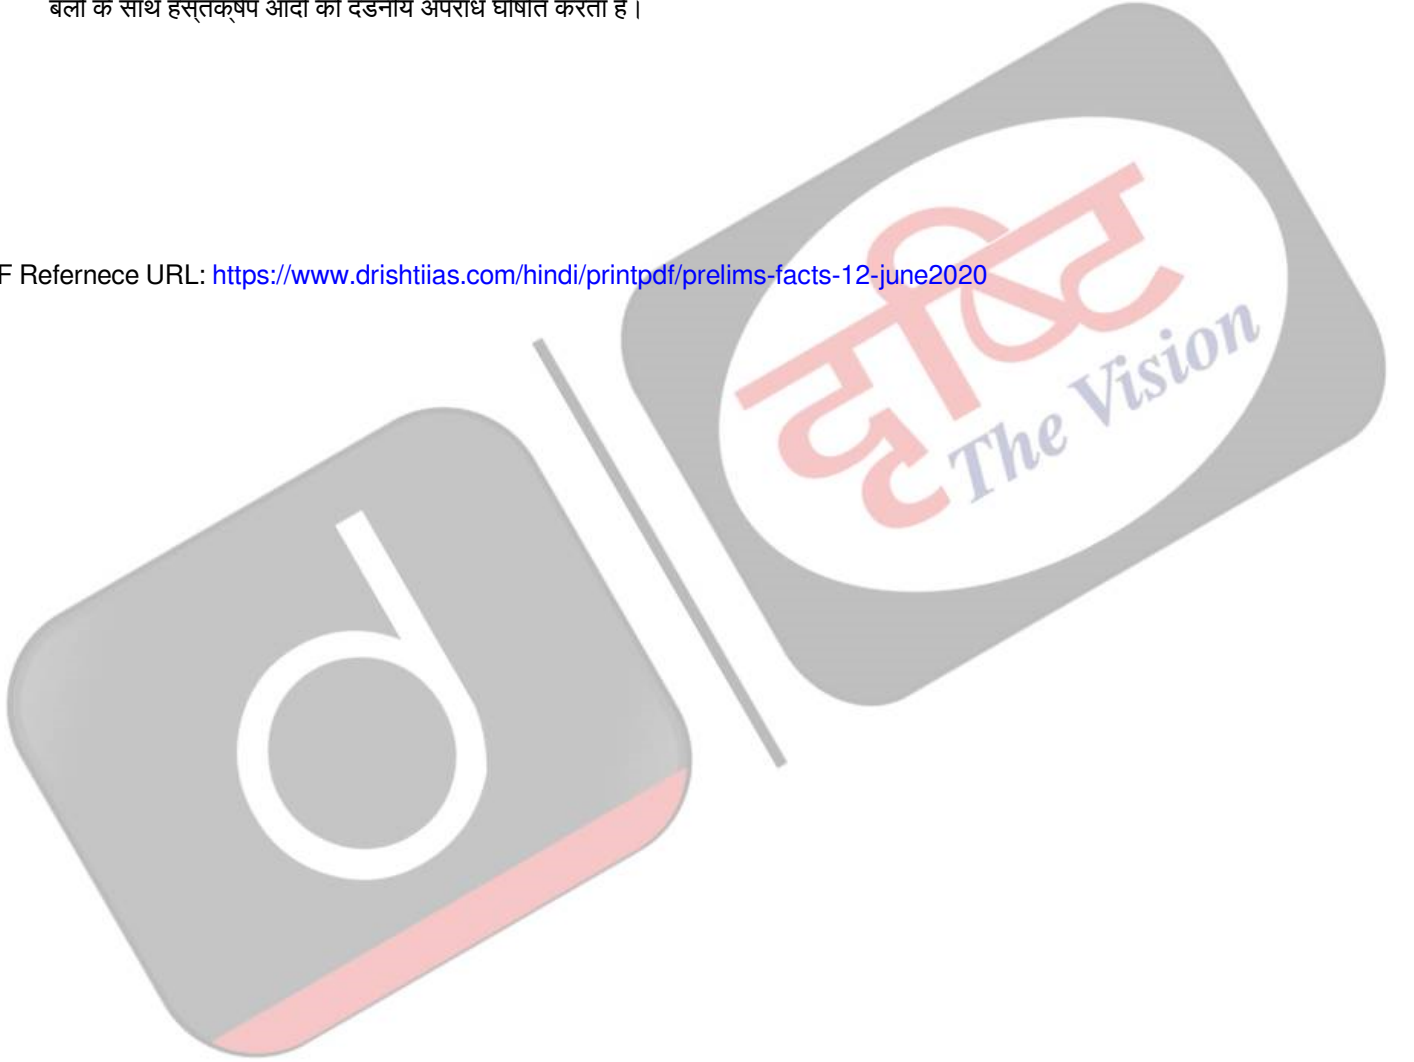 बलों के साथ हस्तक्षेप आदि को दंडनीय अपराध घोषित करता है।
F Refernece URL: https://www.drishtiias.com/hindi/printpdf/prelims-facts-12-june2020
दृष्टि
The Vision
d